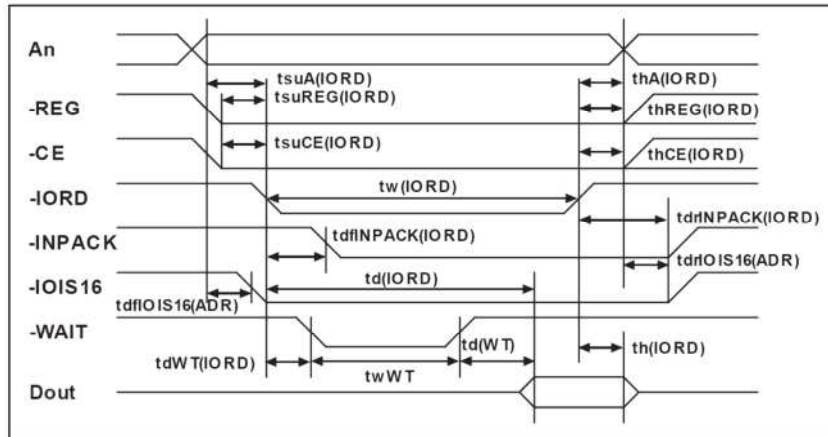 An
tsuA(IORD)
thA(IORD)
-REG
tsuREG(IORD)
thREG(IORD)
-CE
tsuCE(IORD)
thCE(IORD)
-IORD
tw(IORD)
tdrINPACK(IORD)
-INPACK
tdfINPACK(IORD)
tdrIOIS16(ADR)
-IOIS16
td(IORD)
tdfIOIS16(ADR)
-WAIT
td(WT)
th(IORD)
tdWT(IORD)
twWT
Dout